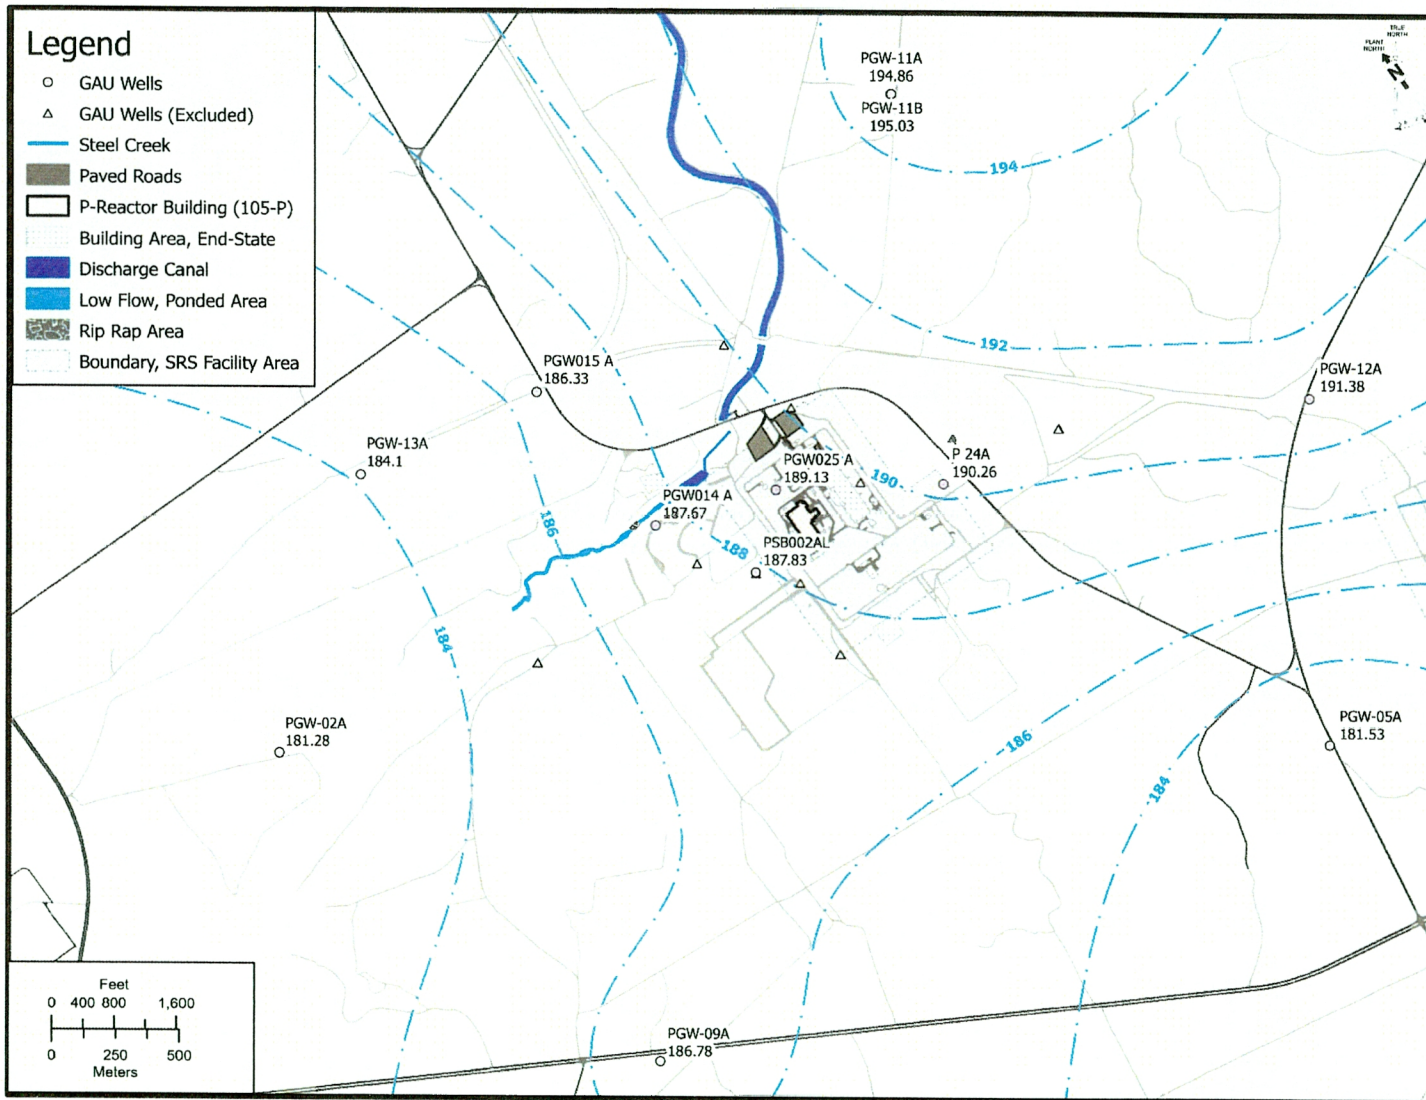 Legend
GAU Wells
GAU Wells (Excluded)
Steel Creek
Paved Roads
P-Reactor Building (105-P)
Building Area, End-State
Discharge Canal
Low Flow, Ponded Area
Rip Rap Area
Boundary, SRS Facility Area
TRUE
NORTH
PLANT
NORTH
N
PGW-11A
194.86
PGW-11B
195.03
194
192
PGW-12A
191.38
PGW015 A
186.33
PGW-13A
184.1
P 24A
190.26
PGW025 A
189.13
190
PGW014 A
187.67
186
188
PSB002AL
187.83
184
PGW-02A
181.28
PGW-05A
181.53
186
184
PGW-09A
186.78
Feet
0 400 800 1,600
0 250 500
Meters